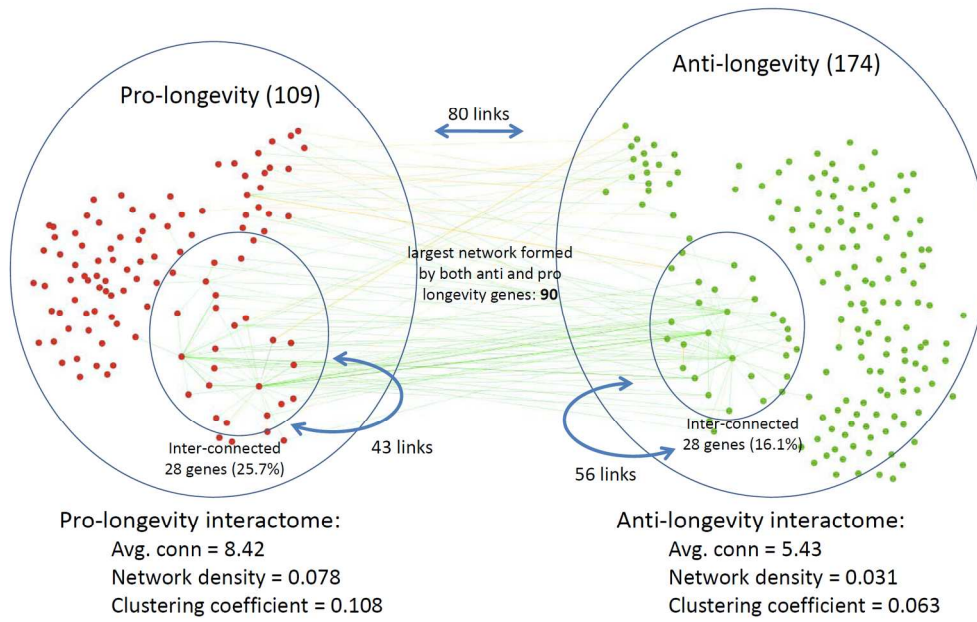 Pro-longevity (109)
Anti-longevity (174)
80 links
largest network formed
by both anti and pro
longevity genes: 90
Inter-connected
28 genes (25.7%)
43 links
Inter-connected
28 genes (16.1%)
56 links
Pro-longevity interactome:
Avg. conn = 8.42
Network density = 0.078
Clustering coefficient = 0.108
Anti-longevity interactome:
Avg. conn = 5.43
Network density = 0.031
Clustering coefficient = 0.063